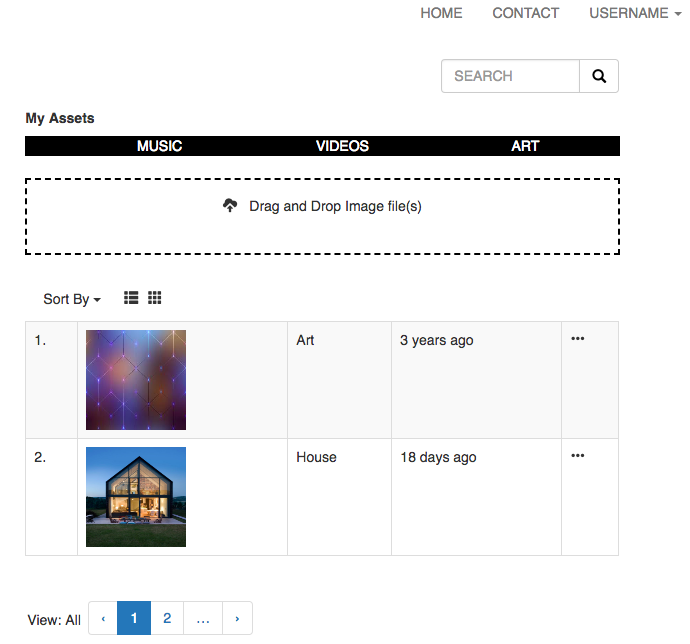 HOME CONTACT USERNAME
SEARCH
My Assets
MUSIC VIDEOS ART
Drag and Drop Image file(s)
Sort By
1. Art 3 years ago •••
2. House 18 days ago •••
View: All ‹ 1 2 ... ›